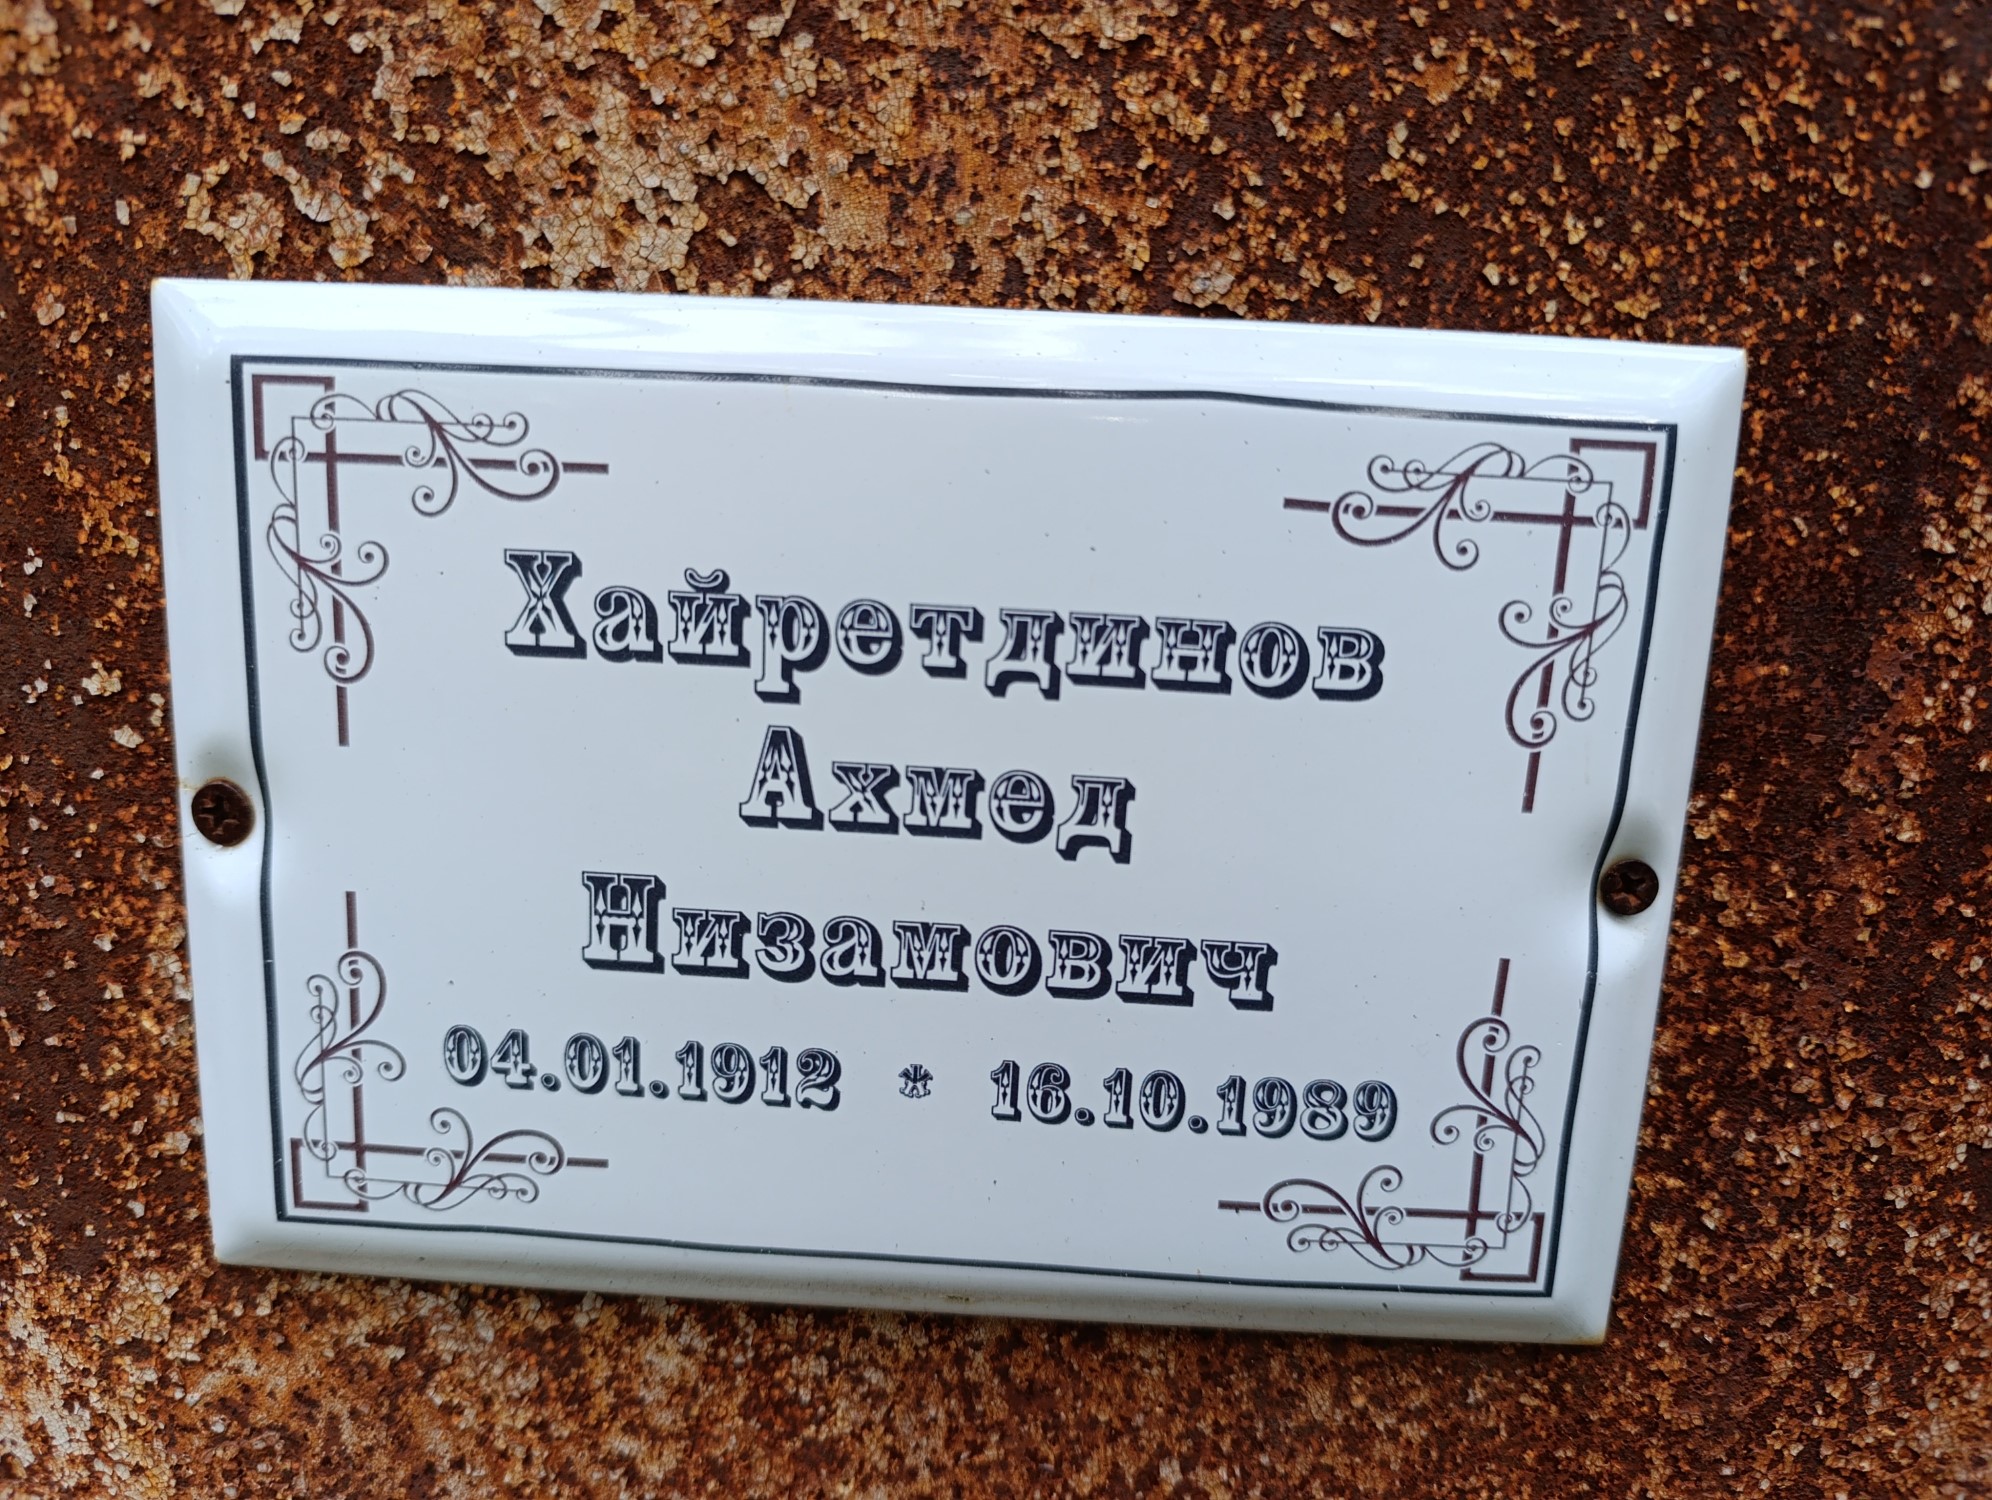 Хайретдинов
Ахмед
Низамович
04.01.1912 * 16.10.1989